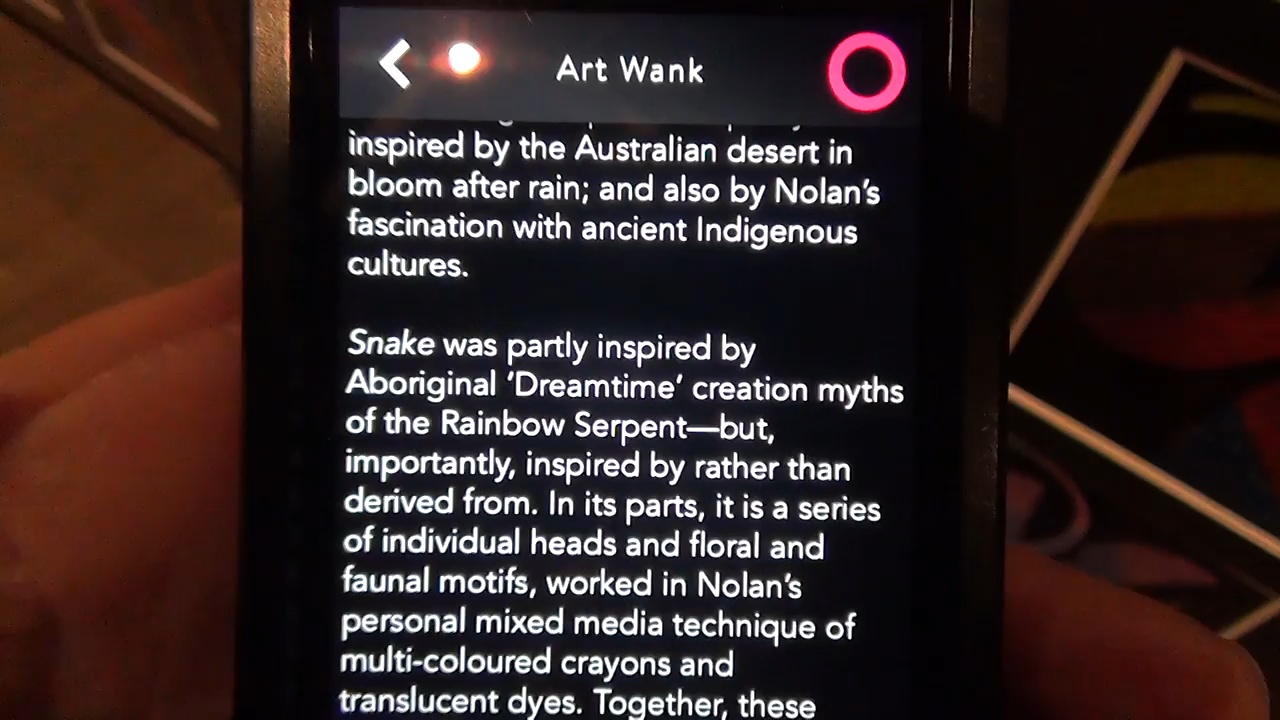 Art Wank
inspired by the Australian desert in
bloom after rain; and also by Nolan's
fascination with ancient Indigenous
cultures.
Snake was partly inspired by
Aboriginal 'Dreamtime' creation myths
of the Rainbow Serpent—but,
importantly, inspired by rather than
derived from. In its parts, it is a series
of individual heads and floral and
faunal motifs, worked in Nolan's
personal mixed media technique of
multi-coloured crayons and
translucent dyes. Together, these